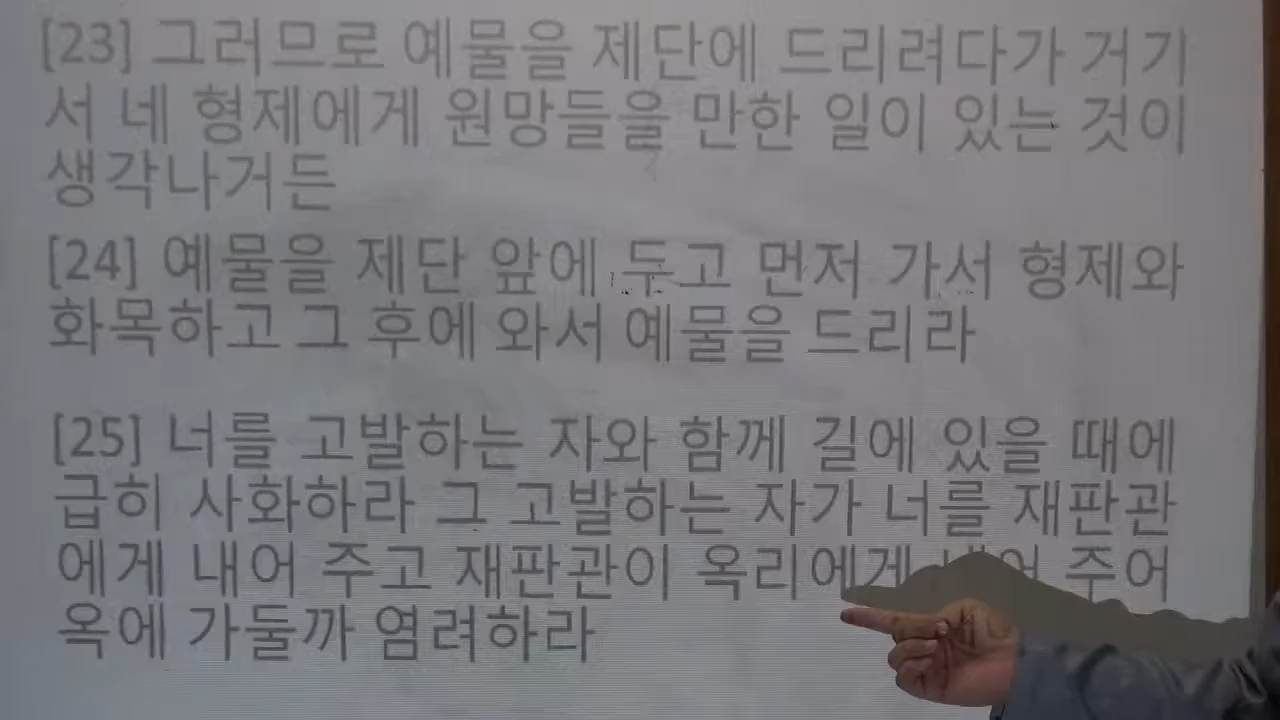 [23] 그러므로 예물을 제단에 드리려다가 거기
서 네 형제에게 원망들을 만한 일이 있는 것이
생각나거든
[24] 예물을 제단 앞에 두고 먼저 가서 형제와
화목하고 그 후에 와서 예물을 드리라
[25] 너를 고발하는 자와 함께 길에 있을 때에
급히 사화하라 그 고발하는 자가 너를 재판관
에게 내어 주고 재판관이 옥리에게 내어 주어
옥에 가둘까 염려하라